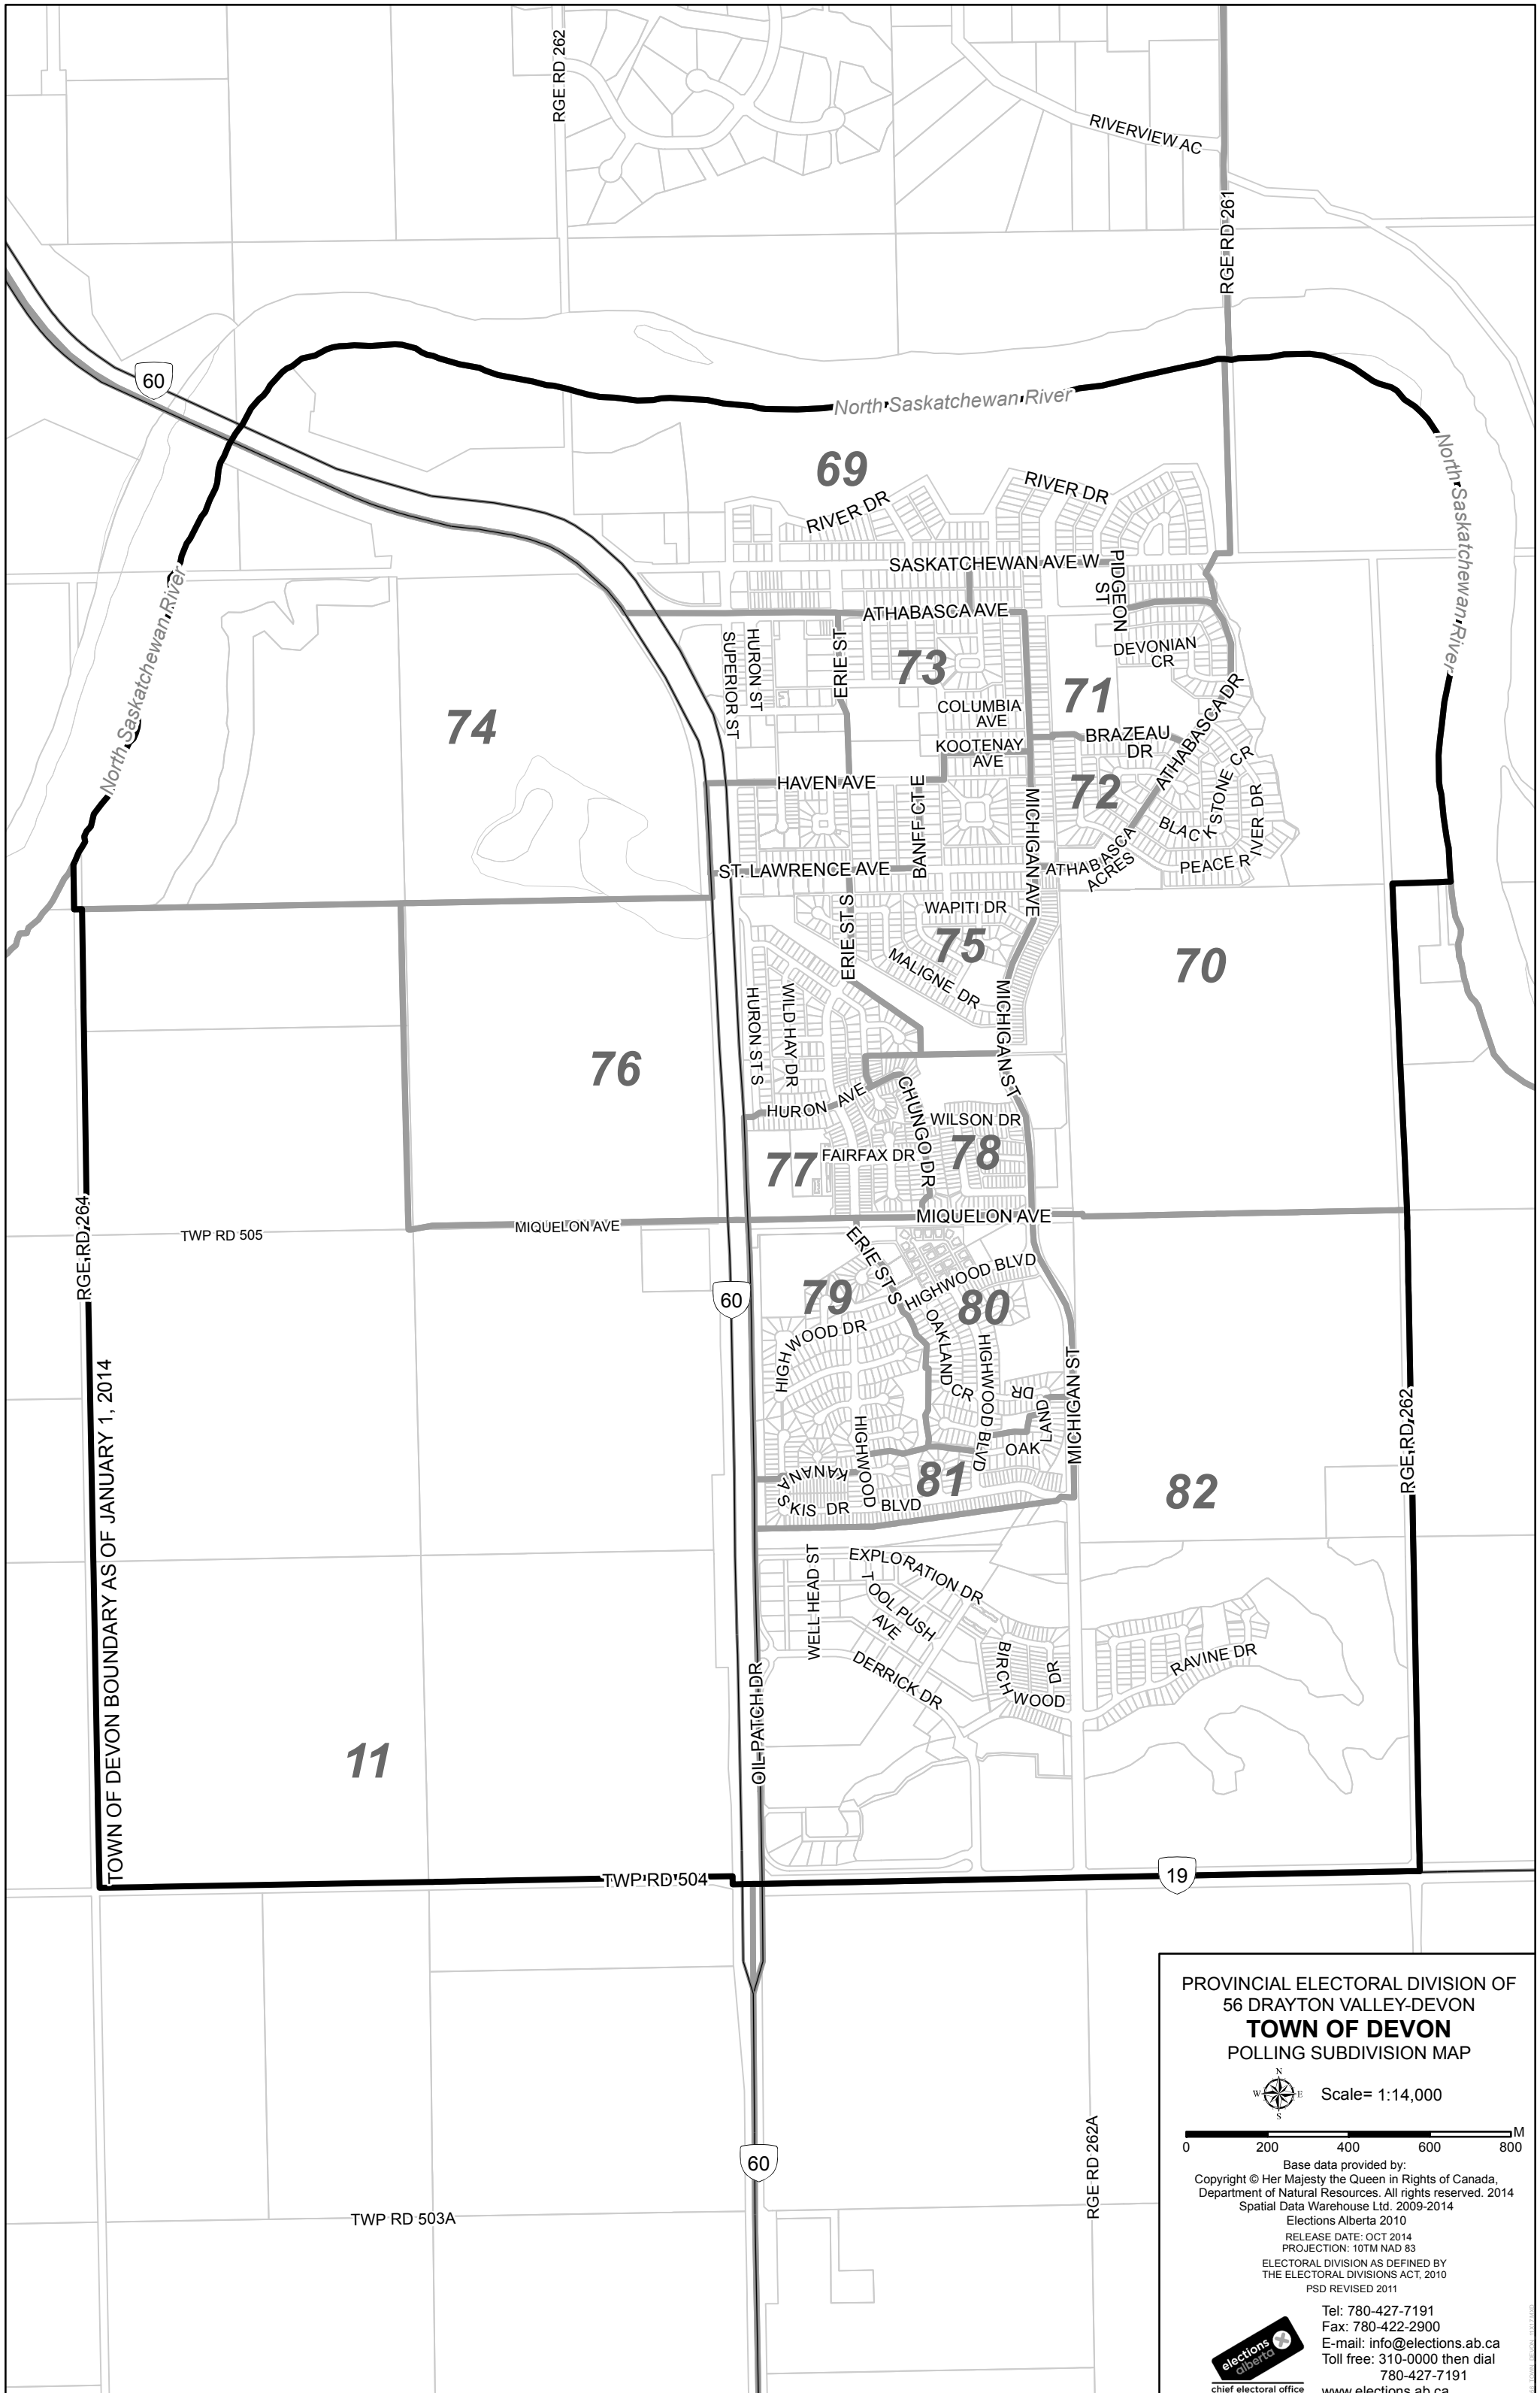 RGE RD 262
RIVERVIEW AC
RGE RD 261
60
North Saskatchewan River
North Saskatchewan River
North Saskatchewan River
69
RIVER DR
RIVER DR
SASKATCHEWAN AVE W
PIDGEON
ST
ATHABASCA AVE
SUPERIOR ST
HURON ST
ERIE ST
73
DEVONIAN
CR
71
74
COLUMBIA
AVE
KOOTENAY
AVE
BRAZEAU
DR
ATHABASCA DR
HAVEN AVE
BANFF CT E
MICHIGAN AVE
72
BLACKSTONE CR
PEACE RIVER DR
ST. LAWRENCE AVE
ATHABASCA
ACRES
ERIE ST S
WAPITI DR
75
MALIGNE DR
70
HURON ST S
WILD HAY DR
MICHIGAN ST
76
HURON AVE
CHUNGO DR
WILSON DR
77
FAIRFAX DR
78
MIQUELON AVE
MIQUELON AVE
TWP RD 505
RGE RD 264
60
ERIE ST S
79
HIGHWOOD BLVD
80
HIGHWOOD DR
OAKLAND
CR
HIGHWOOD BLVD
OAKLAND DR
MICHIGAN ST
RGE RD 262
TOWN OF DEVON BOUNDARY AS OF JANUARY 1, 2014
KANANASKIS DR
HIGHWOOD
BLVD
81
82
WELL HEAD ST
EXPLORATION DR
TOOL PUSH
AVE
DERRICK DR
BIRCHWOOD DR
RAVINE DR
OIL PATCH DR
11
TWP RD 504
19
60
RGE RD 262A
TWP RD 503A
PROVINCIAL ELECTORAL DIVISION OF
56 DRAYTON VALLEY-DEVON
TOWN OF DEVON
POLLING SUBDIVISION MAP
N
W E
S
Scale= 1:14,000
M
0 200 400 600 800
Base data provided by:
Copyright © Her Majesty the Queen in Rights of Canada,
Department of Natural Resources. All rights reserved. 2014
Spatial Data Warehouse Ltd. 2009-2014
Elections Alberta 2010
RELEASE DATE: OCT 2014
PROJECTION: 10TM NAD 83
ELECTORAL DIVISION AS DEFINED BY
THE ELECTORAL DIVISIONS ACT, 2010
PSD REVISED 2011
elections
alberta
chief electoral office
Tel: 780-427-7191
Fax: 780-422-2900
E-mail: info@elections.ab.ca
Toll free: 310-0000 then dial
780-427-7191
www.elections.ab.ca